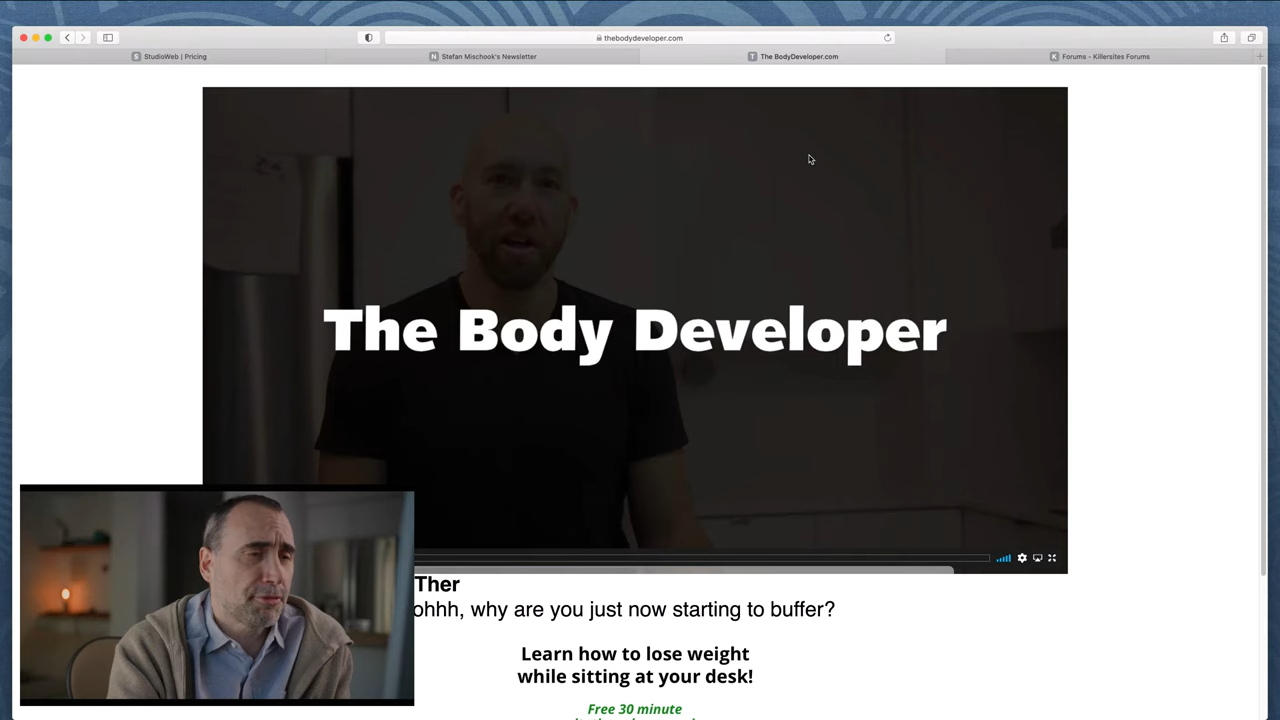 thebodydeveloper.com
S StudioWeb | Pricing
N Stefan Mischook's Newsletter
T The BodyDeveloper.com
K Forums - Killersites Forums
The Body Developer
Ther
ohhh, why are you just now starting to buffer?
Learn how to lose weight
while sitting at your desk!
Free 30 minute